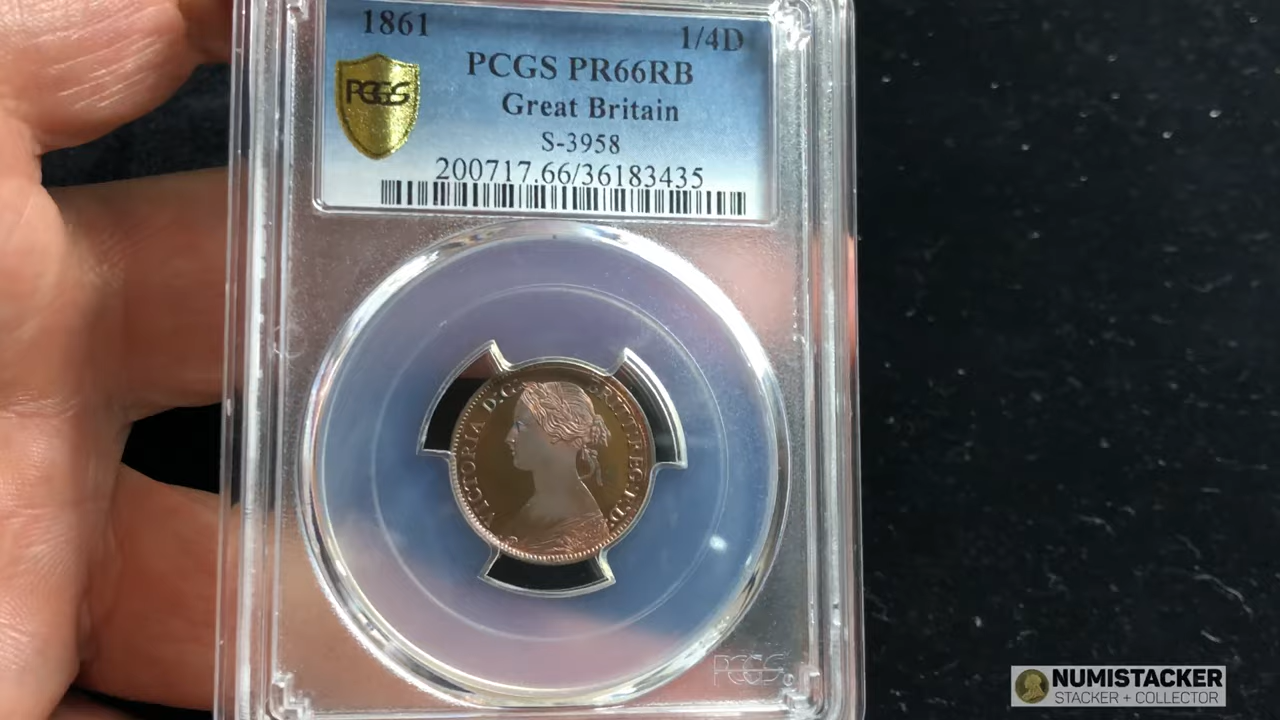 1861 1/4D
PCGS PR66RB
PCGS
Great Britain
S-3958
200717.66/36183435
VICTORIA D:G: BRITT:REG:F:D:
PCGS
NUMISTACKER
STACKER + COLLECTOR